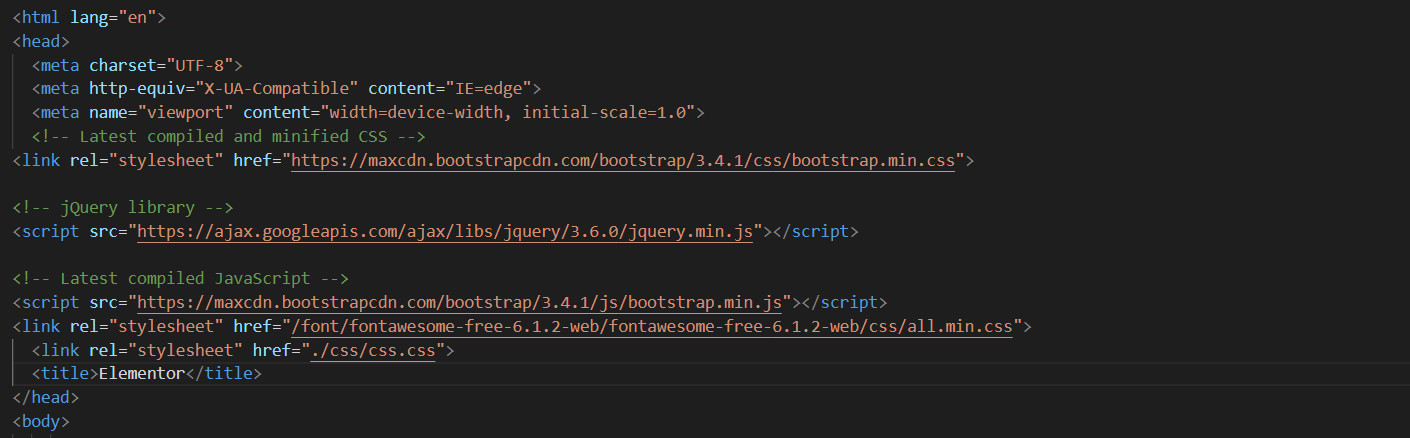 <html lang="en">
<head>
<meta charset="UTF-8">
<meta http-equiv="X-UA-Compatible" content="IE=edge">
<meta name="viewport" content="width=device-width, initial-scale=1.0">
<!-- Latest compiled and minified CSS -->
<link rel="stylesheet" href="https://maxcdn.bootstrapcdn.com/bootstrap/3.4.1/css/bootstrap.min.css">
<!-- jQuery library -->
<script src="https://ajax.googleapis.com/ajax/libs/jquery/3.6.0/jquery.min.js"></script>
<!-- Latest compiled JavaScript -->
<script src="https://maxcdn.bootstrapcdn.com/bootstrap/3.4.1/js/bootstrap.min.js"></script>
<link rel="stylesheet" href="/font/fontawesome-free-6.1.2-web/fontawesome-free-6.1.2-web/css/all.min.css">
<link rel="stylesheet" href="./css/css.css">
<title>Elementor</title>
</head>
<body>